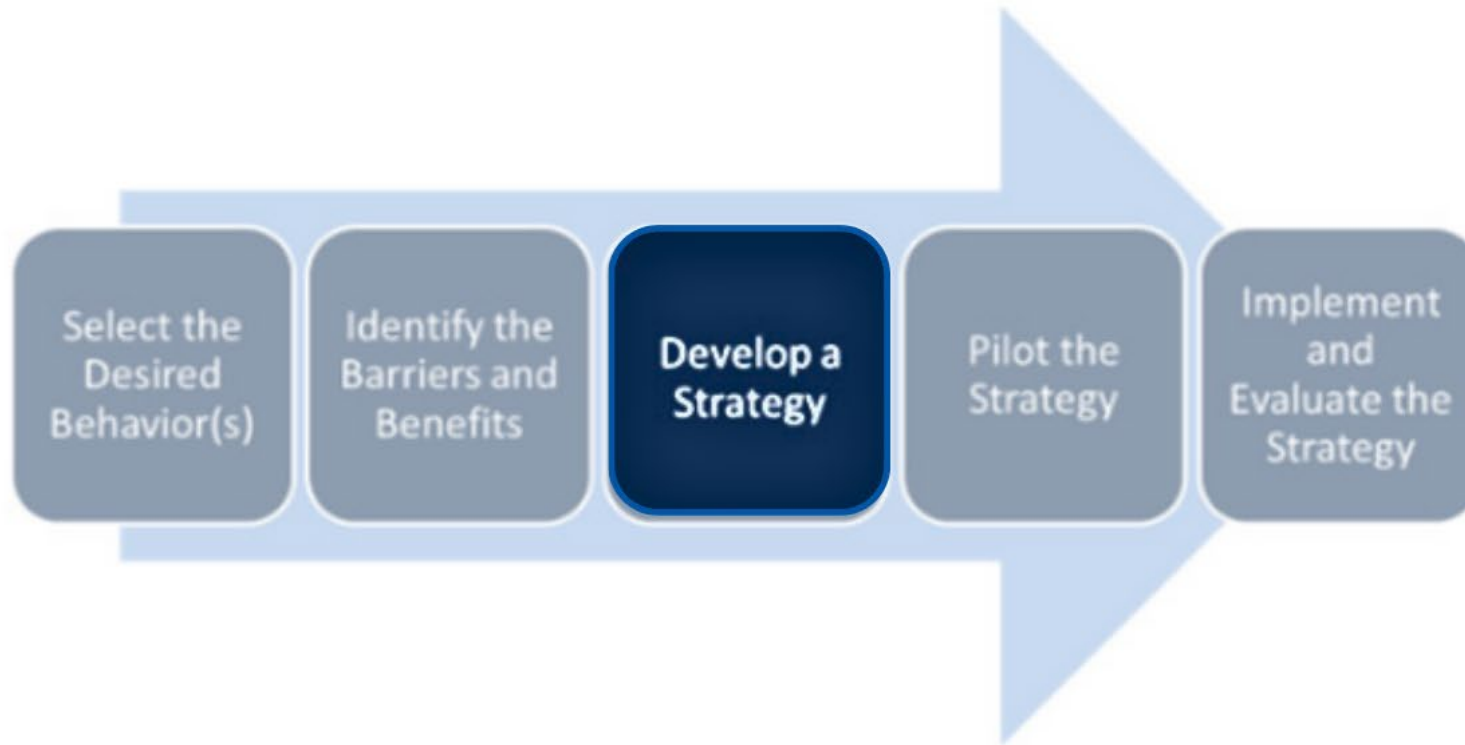 Select the
Desired
Behavior(s)
Identify the
Barriers and
Benefits
Develop a
Strategy
Pilot the
Strategy
Implement
and
Evaluate the
Strategy